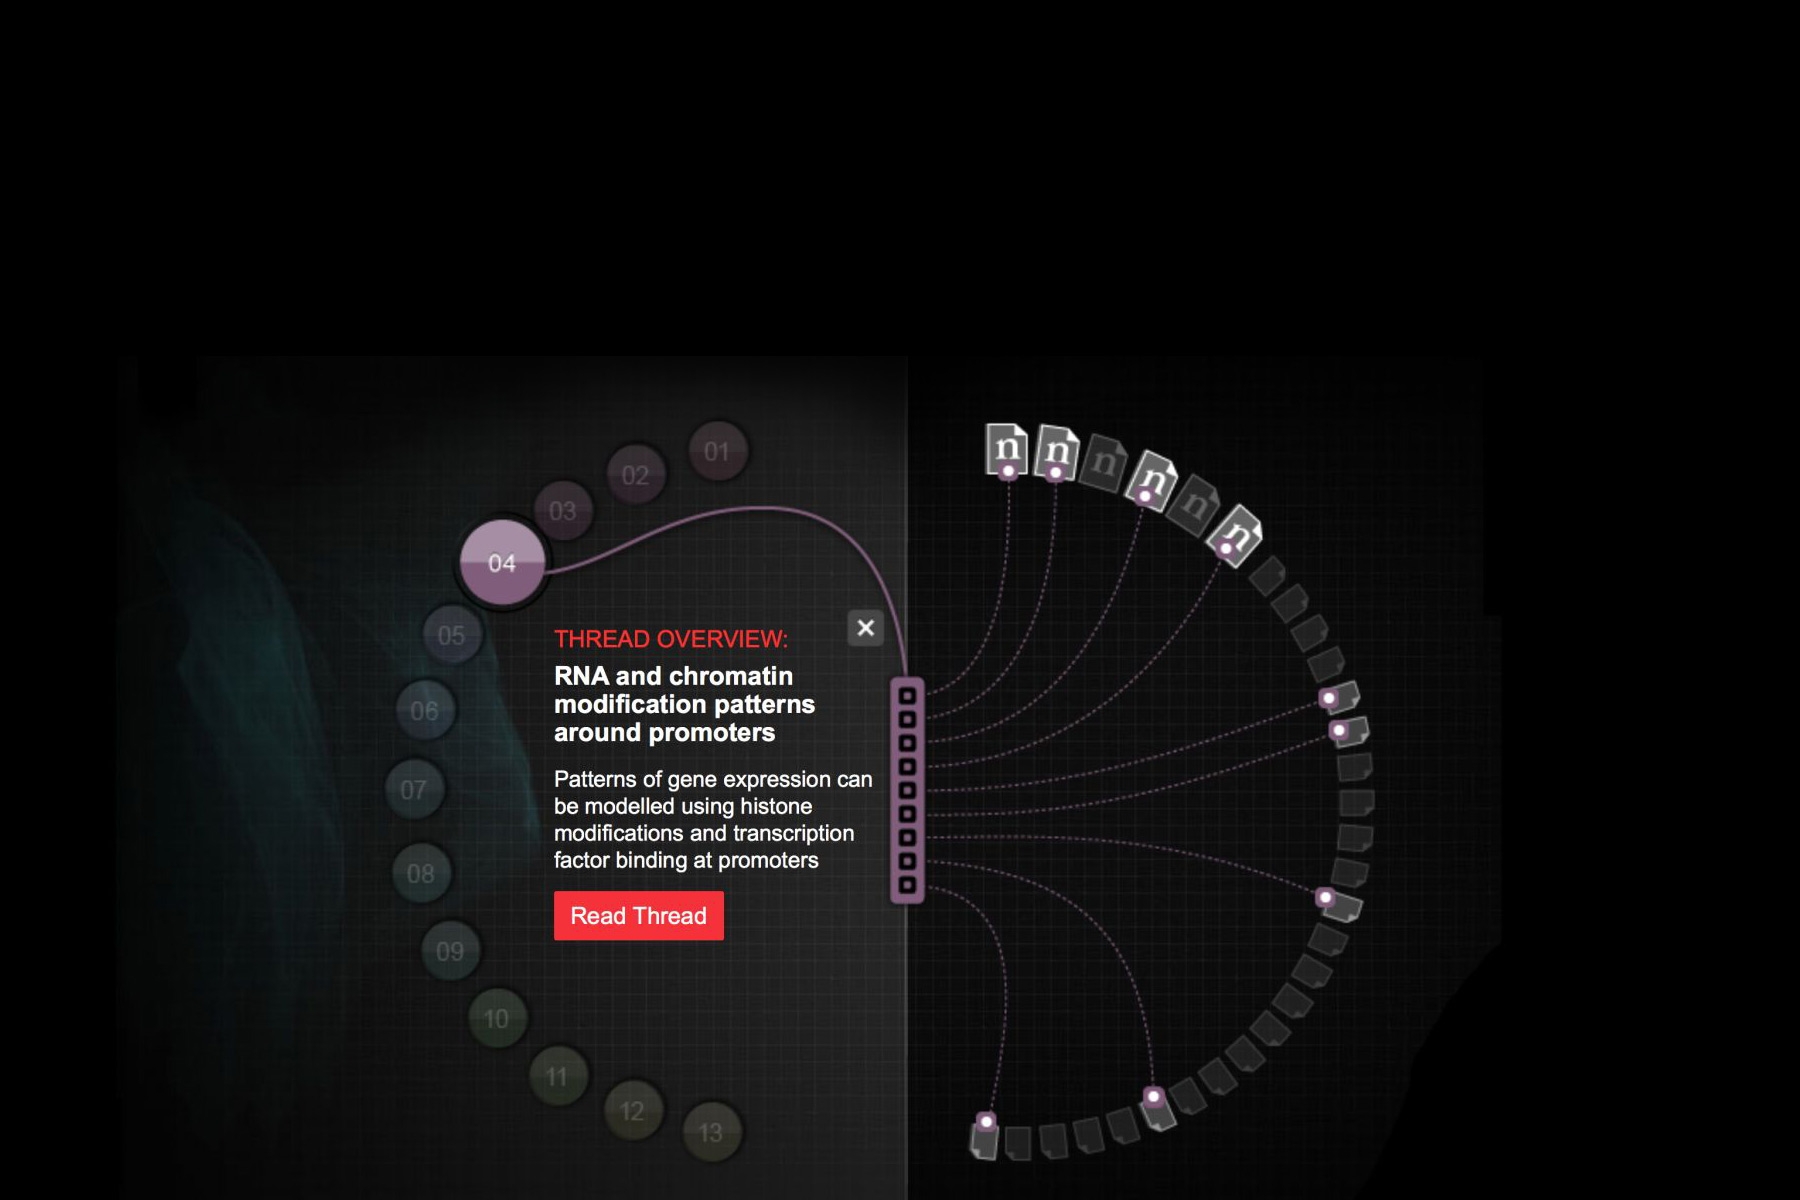 01
02
03
04
05
06
07
08
09
10
11
12
13
THREAD OVERVIEW:
RNA and chromatin
modification patterns
around promoters
Patterns of gene expression can
be modelled using histone
modifications and transcription
factor binding at promoters
Read Thread
n
n
n
n
n
n